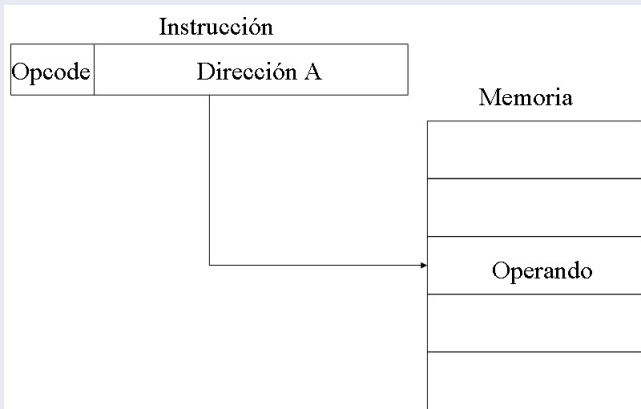 Instrucción
Opcode
Dirección A
Memoria
Operando